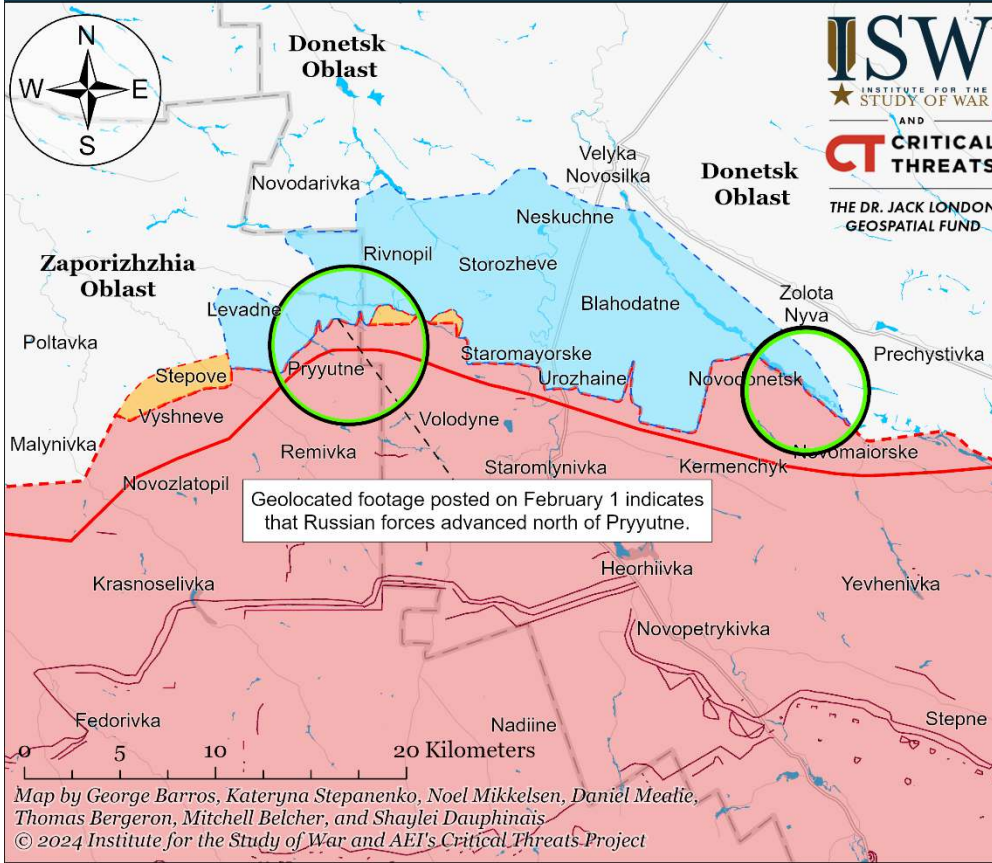 N
W E
S
Donetsk
Oblast
ISW
INSTITUTE FOR THE
STUDY OF WAR
AND
CT CRITICAL
THREATS
THE DR. JACK LONDON
GEOSPATIAL FUND
Velyka
Novosilka
Donetsk
Oblast
Novodarivka
Neskuchne
Rivnopil
Storozheve
Zaporizhzhia
Oblast
Levadne
Blahodatne
Zolota
Nyva
Poltavka
Prechystivka
Staromayorske
Pryyutne
Stepove
Urozhaine
Novodonetsk
Vyshneve
Volodyne
Malynivka
Remivka
Novomaiorske
Staromlynivka
Kermenchyk
Novozlatopil
Geolocated footage posted on February 1 indicates
that Russian forces advanced north of Pryyutne.
Heorhiivka
Krasnoselivka
Yevhenivka
Novopetrykivka
Fedorivka
Nadiine
Stepne
0 5 10 20 Kilometers
Map by George Barros, Kateryna Stepanenko, Noel Mikkelsen, Daniel Mealie,
Thomas Bergeron, Mitchell Belcher, and Shaylei Dauphinais
© 2024 Institute for the Study of War and AEI's Critical Threats Project